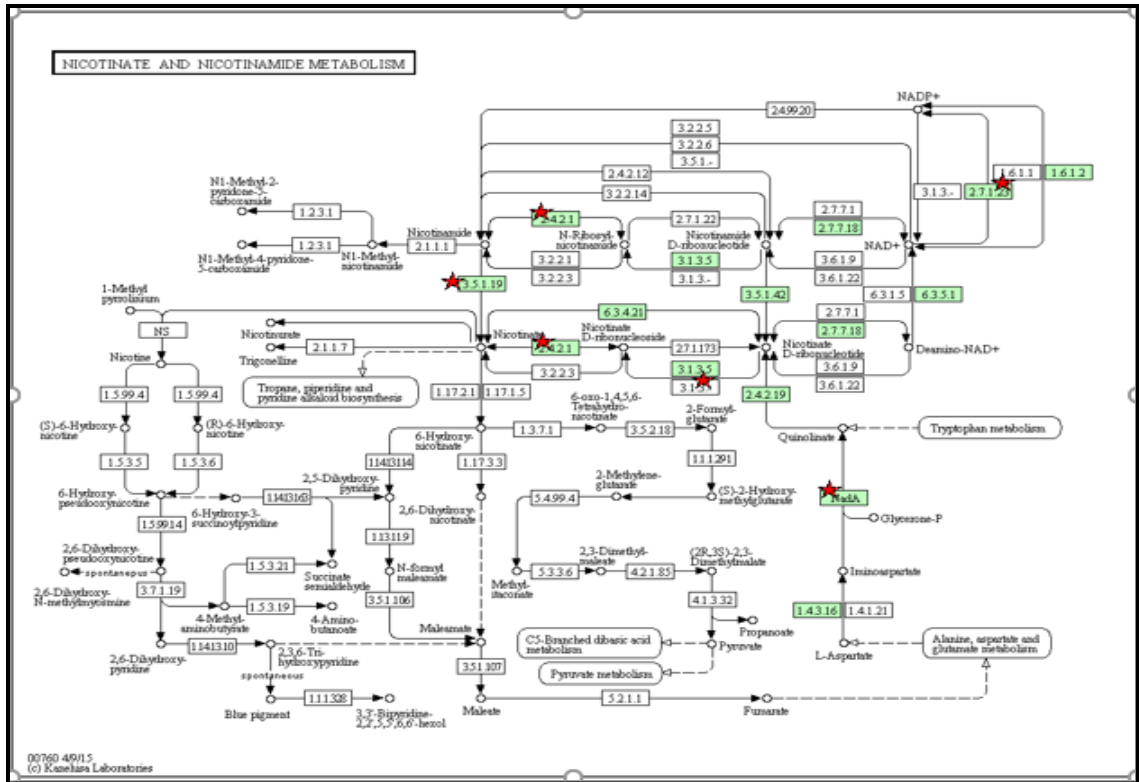 NICOTINATE AND NICOTINAMIDE METABOLISM
NADP+
2.4.99.20
3.2.2.5
3.2.2.6
3.5.1.-
2.4.2.12
3.2.2.14
1.6.1.1
1.6.1.2
3.1.3.-
N1-Methyl-2-
pyridone-5-
carboxamide
1.2.3.1
1.2.3.1
N1-Methyl-4-pyridone-
5-carboxamide
N1-Methyl-
nicotinamide
2.1.1.1
Nicotinamide
2.4.2.1
N-Ribosyl-
nicotinamide
2.7.1.22
Nicotinamide
D-ribonucleotide
2.7.7.1
2.7.7.18
NAD+
3.2.2.1
3.2.2.3
3.1.3.5
3.1.3.-
3.6.1.9
3.6.1.22
3.5.1.19
3.5.1.42
6.3.1.5
6.3.5.1
1-Methyl
pyrrolinium
NS
Nicotine
Nicotinurate
2.1.1.7
Trigonelline
Tropane, piperidine and
pyridine alkaloid biosynthesis
6.3.4.21
Nicotinate
2.4.2.1
Nicotinate
D-ribonucleoside
2.7.1.173
Nicotinate
D-ribonucleotide
2.7.7.1
2.7.7.18
Deamino-NAD+
3.2.2.3
3.1.3.5
3.6.1.9
3.6.1.22
1.5.99.4
1.5.99.4
1.17.2.1
1.17.1.5
2.4.2.19
(S)-6-Hydroxy-
nicotine
(R)-6-Hydroxy-
nicotine
6-Hydroxy-
nicotinate
1.3.7.1
6-oxo-1,4,5,6-
Tetrahydro-
nicotinate
3.5.2.18
2-Formyl-
glutarate
Quinolinate
Tryptophan metabolism
1.5.3.5
1.5.3.6
1.14.13.114
1.17.3.3
1.1.1.291
6-Hydroxy-
pseudooxynicotine
1.14.13.163
6-Hydroxy-3-
succinoylpyridine
2,5-Dihydroxy-
pyridine
2,6-Dihydroxy-
nicotinate
5.4.99.4
2-Methylene-
glutarate
(S)-2-Hydroxy-
methylglutarate
NadA
Glycerone-P
1.5.99.14
1.13.11.9
2,6-Dihydroxy-
pseudooxynicotine
spontaneous
2,6-Dihydroxy-
N-methylmyosmine
3.7.1.19
1.5.3.21
Succinate
semialdehyde
N-formyl
maleamate
Methyl-
itaconate
5.3.3.6
2,3-Dimethyl-
maleate
4.2.1.85
(2R,3S)-2,3-
Dimethylmalate
Iminoaspartate
4-Methyl-
aminobutyrate
1.5.3.19
4-Amino-
butanoate
3.5.1.106
4.1.3.32
Propanoate
1.4.3.16
1.4.1.21
2,6-Dihydroxy-
pyridine
1.14.13.10
2,3,6-Tri-
hydroxypyridine
Maleamate
C5-Branched dibasic acid
metabolism
Pyruvate
Pyruvate metabolism
L-Aspartate
Alanine, aspartate and
glutamate metabolism
spontaneous
3.5.1.107
Blue pigment
1.1.1.328
3,3'-Bipyridine-
2,2',5,5',6,6'-hexol
Maleate
5.2.1.1
Fumarate
00760 4/9/15
(c) Kanehisa Laboratories